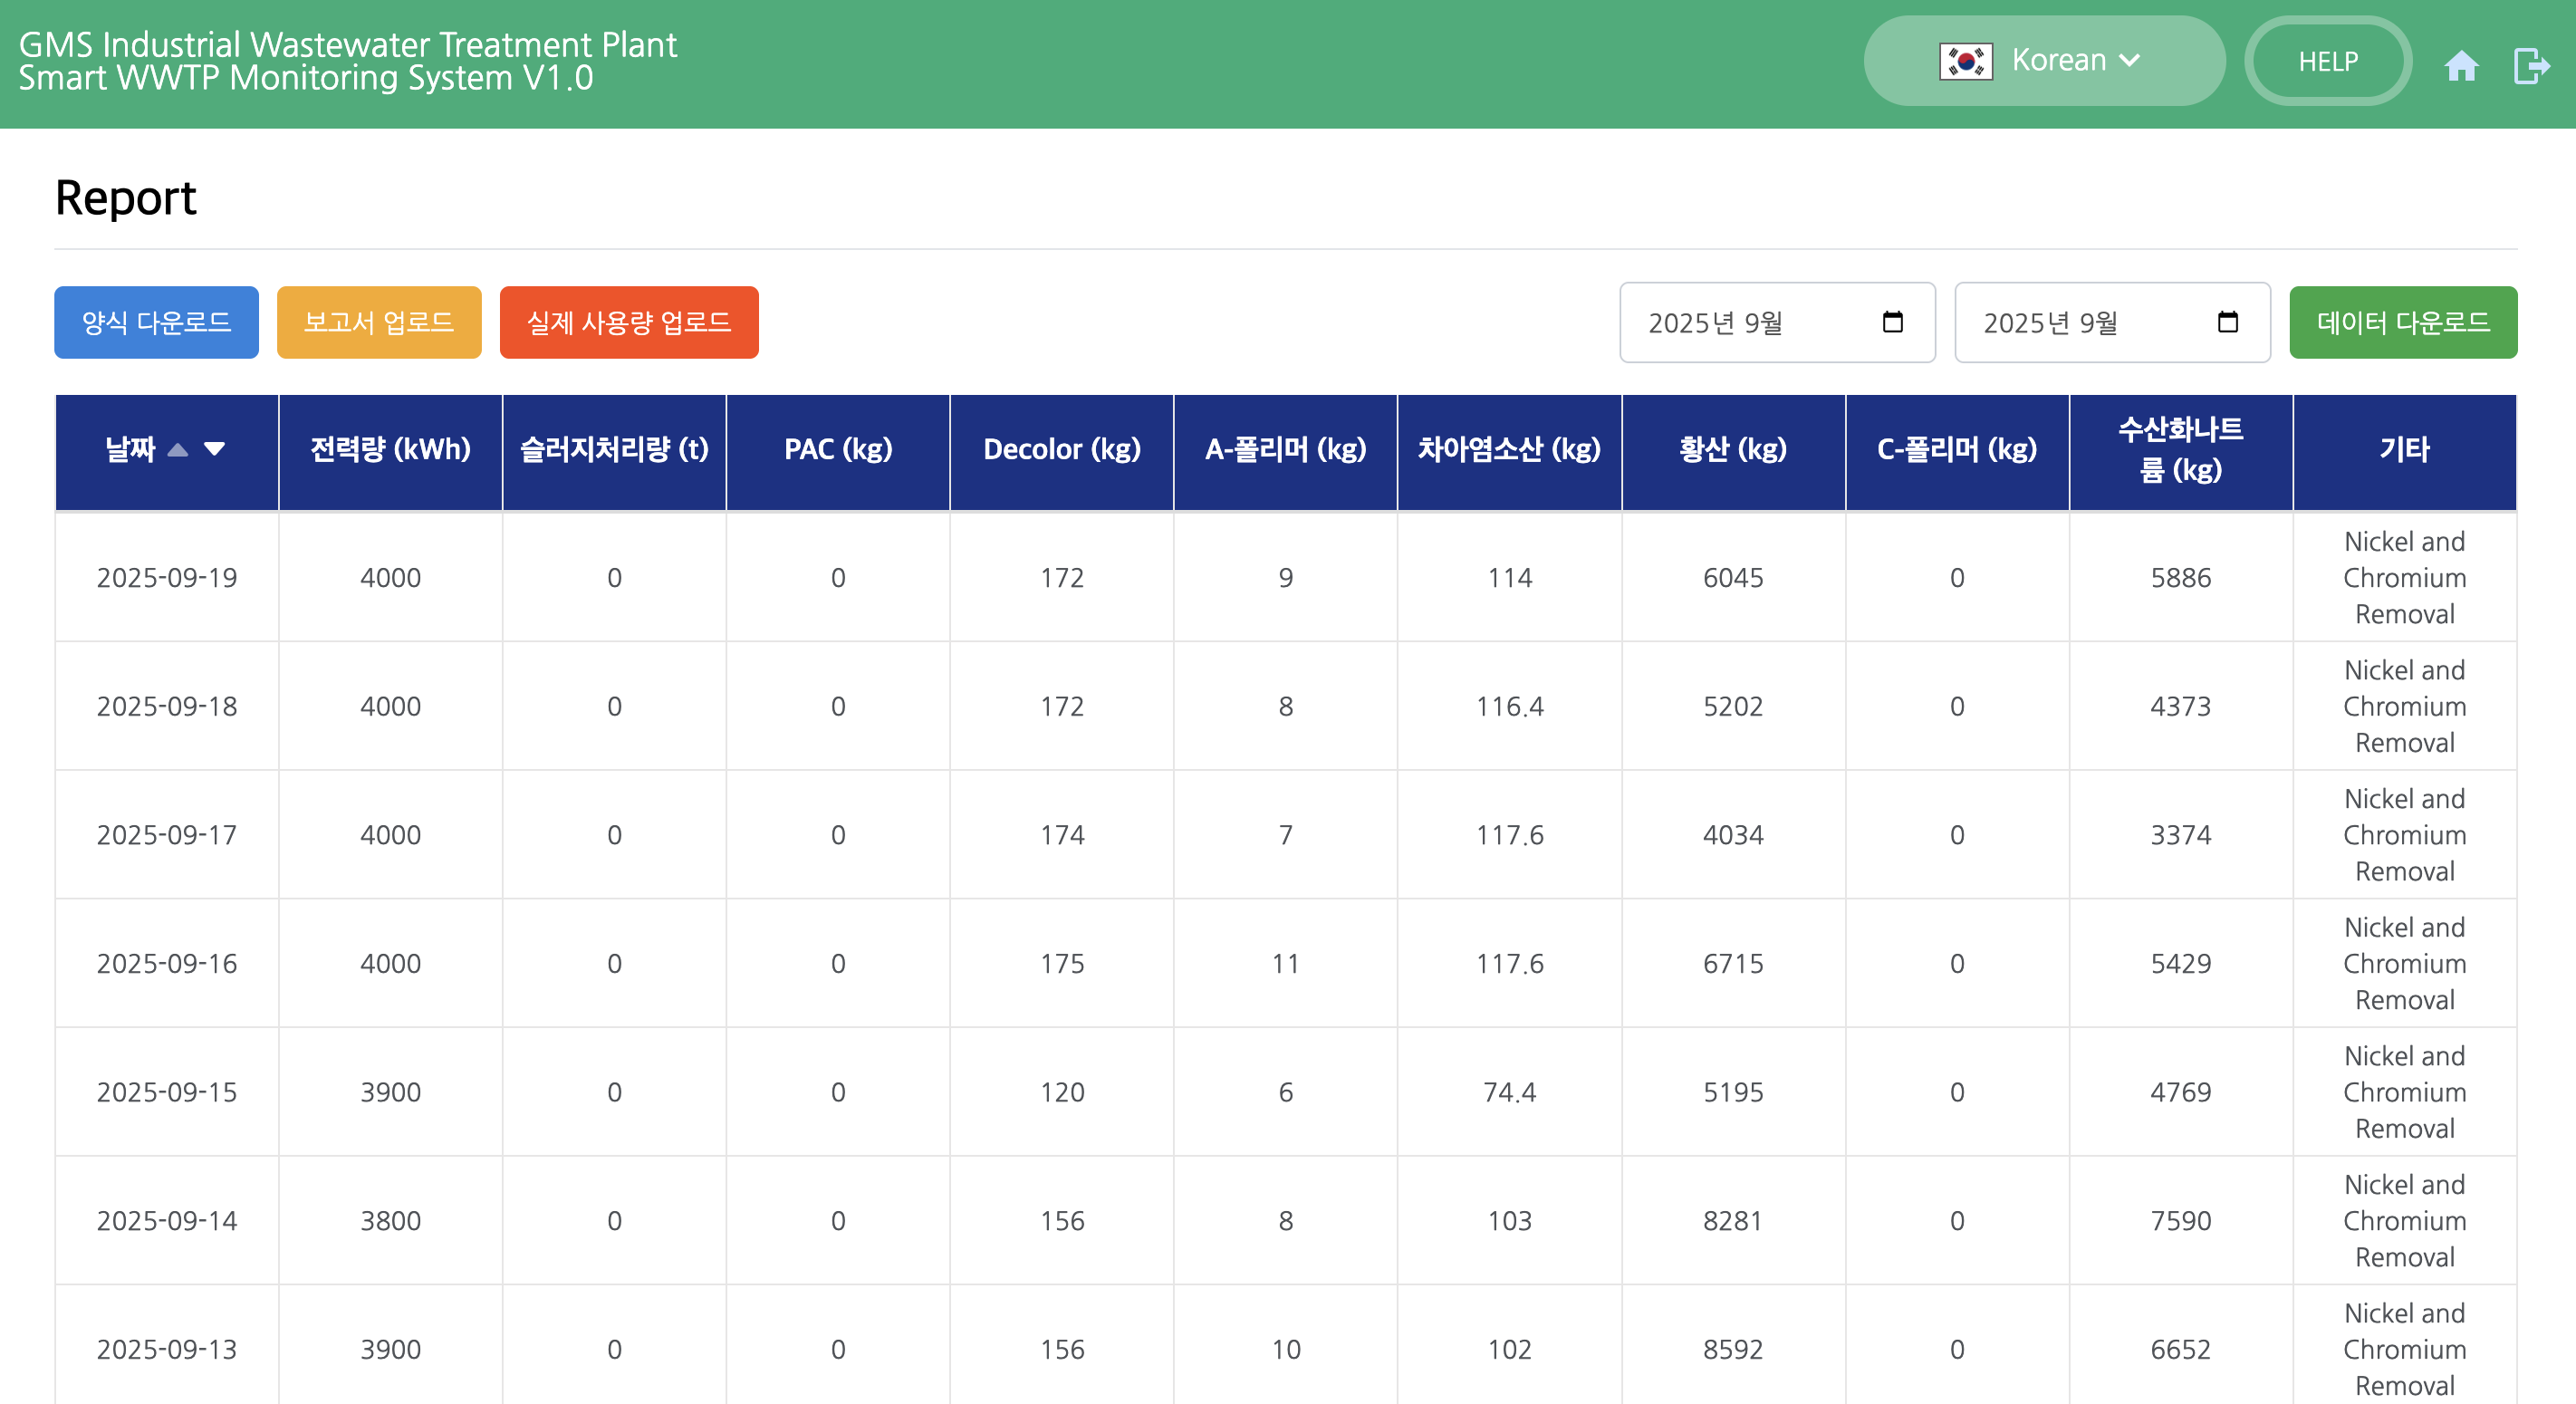 GMS Industrial Wastewater Treatment Plant
Smart WWTP Monitoring System V1.0
Korean
HELP
Report
양식 다운로드
보고서 업로드
실제 사용량 업로드
2025년 9월
2025년 9월
데이터 다운로드
날짜 전력량 (kWh) 슬러지처리량 (t) PAC (kg) Decolor (kg) A-폴리머 (kg) 차아염소산 (kg) 황산 (kg) C-폴리머 (kg) 수산화나트
륨 (kg) 기타
2025-09-19 4000 0 0 172 9 114 6045 0 5886 Nickel and
Chromium
Removal
2025-09-18 4000 0 0 172 8 116.4 5202 0 4373 Nickel and
Chromium
Removal
2025-09-17 4000 0 0 174 7 117.6 4034 0 3374 Nickel and
Chromium
Removal
2025-09-16 4000 0 0 175 11 117.6 6715 0 5429 Nickel and
Chromium
Removal
2025-09-15 3900 0 0 120 6 74.4 5195 0 4769 Nickel and
Chromium
Removal
2025-09-14 3800 0 0 156 8 103 8281 0 7590 Nickel and
Chromium
Removal
2025-09-13 3900 0 0 156 10 102 8592 0 6652 Nickel and
Chromium
Removal